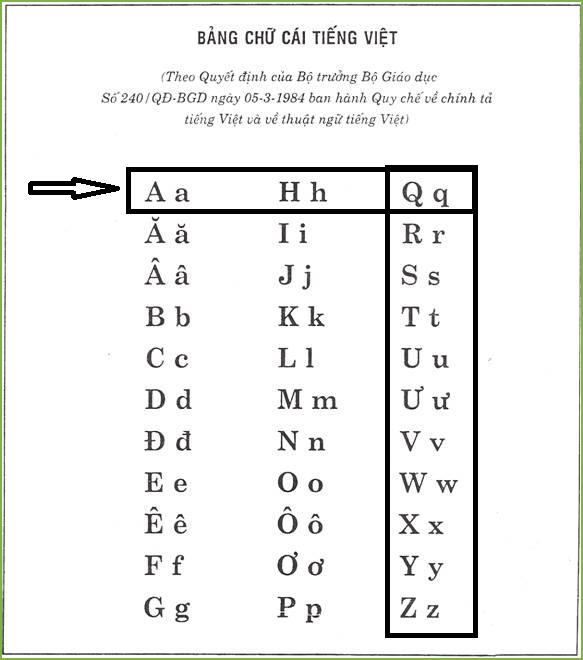 BẢNG CHỮ CÁI TIẾNG VIỆT
(Theo Quyết định của Bộ trưởng Bộ Giáo dục
Số 240/QĐ-BGD ngày 05-3-1984 ban hành Quy chế về chính tả
tiếng Việt và về thuật ngữ tiếng Việt)
A a H h Q q
Ă ă I i R r
Â â J j S s
B b K k T t
C c L l U u
D d M m Ư ư
Đ đ N n V v
E e O o W w
Ê ê Ô ô X x
F f Ơ ơ Y y
G g P p Z z